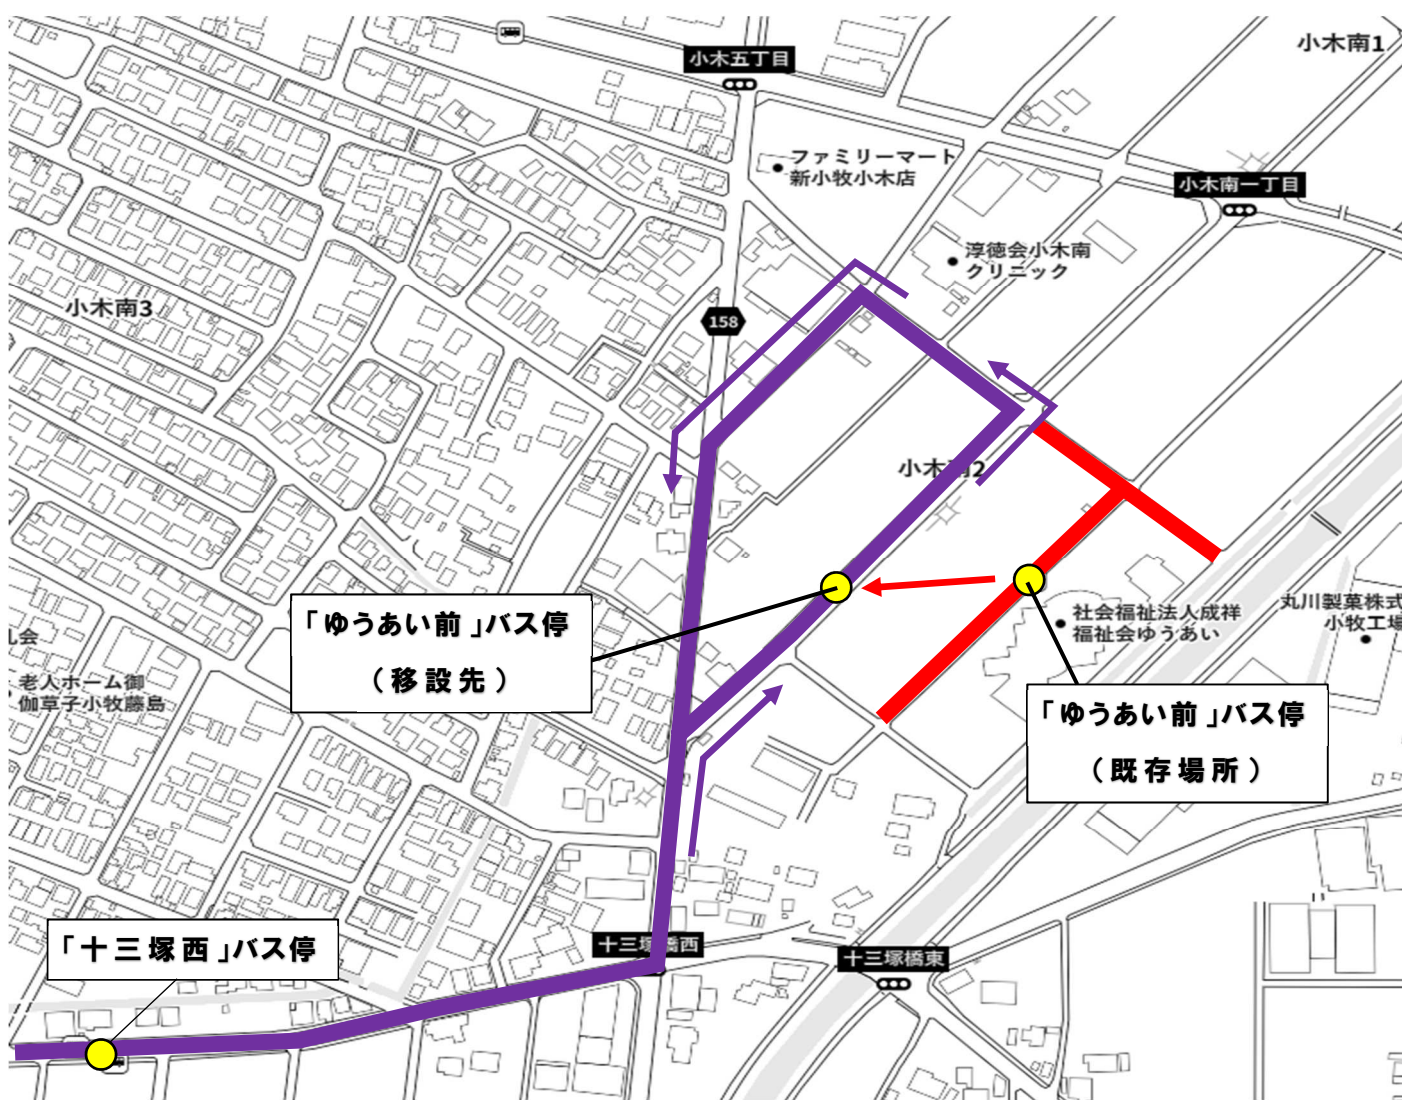 小木南1
小木五丁目
ファミリーマート
新小牧小木店
小木南一丁目
淳徳会小木南
クリニック
小木南3
158
小木南2
「ゆうあい前」バス停
(移設先)
社会福祉法人成祥
福祉会ゆうあい
丸川製菓株式
小牧工場
礼会
老人ホーム御
伽草子小牧藤島
「ゆうあい前」バス停
(既存場所)
「十三塚西」バス停
十三塚橋西
十三塚橋東